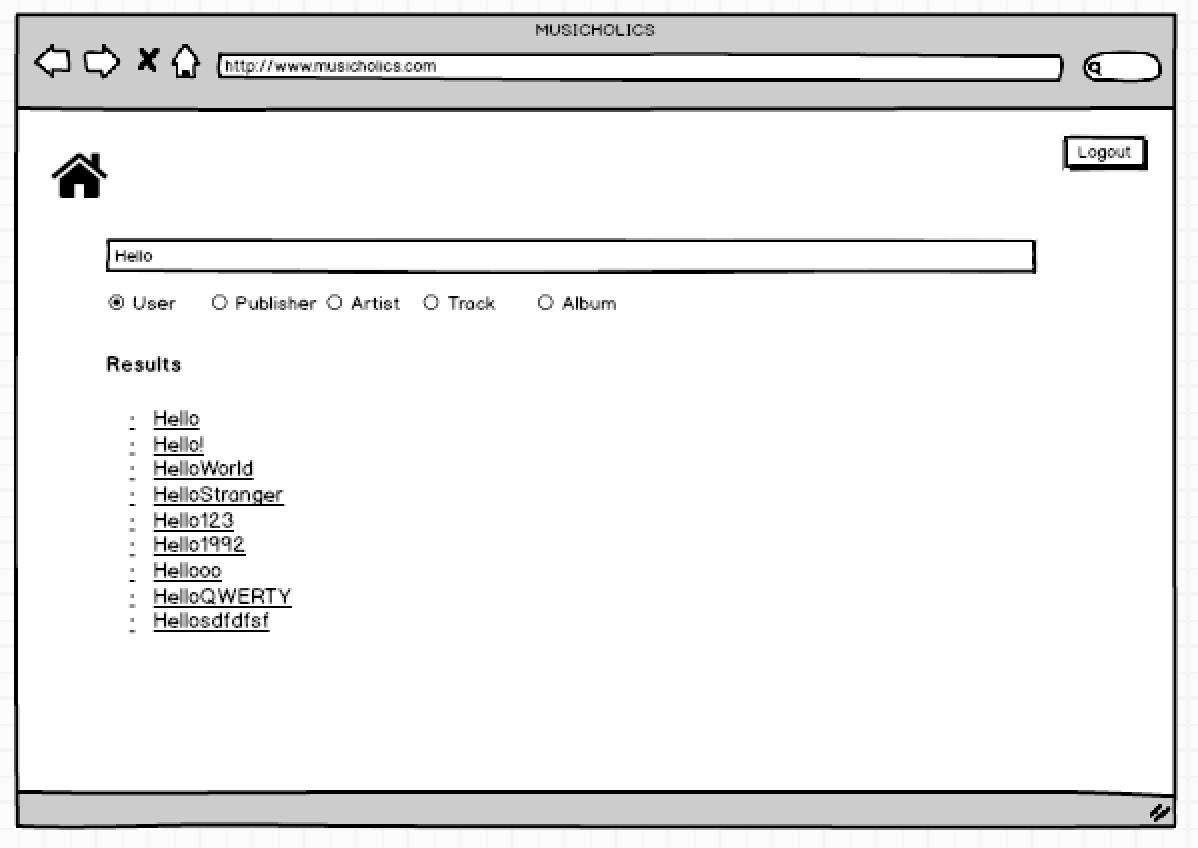 MUSICHOLICS
http://www.musicholics.com
Logout
Hello
User Publisher Artist Track Album
Results
Hello
Hello!
HelloWorld
HelloStranger
Hello123
Hello1992
Hellooo
HelloQWERTY
Hellosdfdfsf